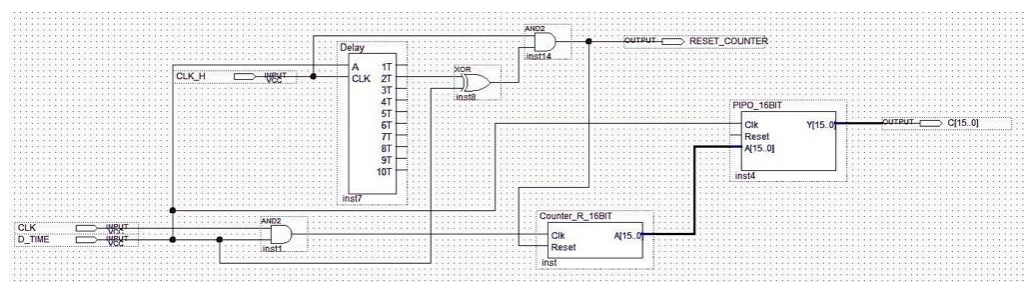 AND2
inst14
OUTPUT
RESET_COUNTER
Delay
A
CLK
1T
2T
3T
4T
5T
6T
7T
8T
9T
10T
inst7
CLK_H
INPUT
VCC
XOR
inst8
PIPO_16BIT
Clk
Reset
A[15..0]
Y[15..0]
inst4
OUTPUT
C[15..0]
CLK
INPUT
VCC
D_TIME
INPUT
VCC
AND2
inst1
Counter_R_16BIT
Clk
Reset
A[15..0]
inst